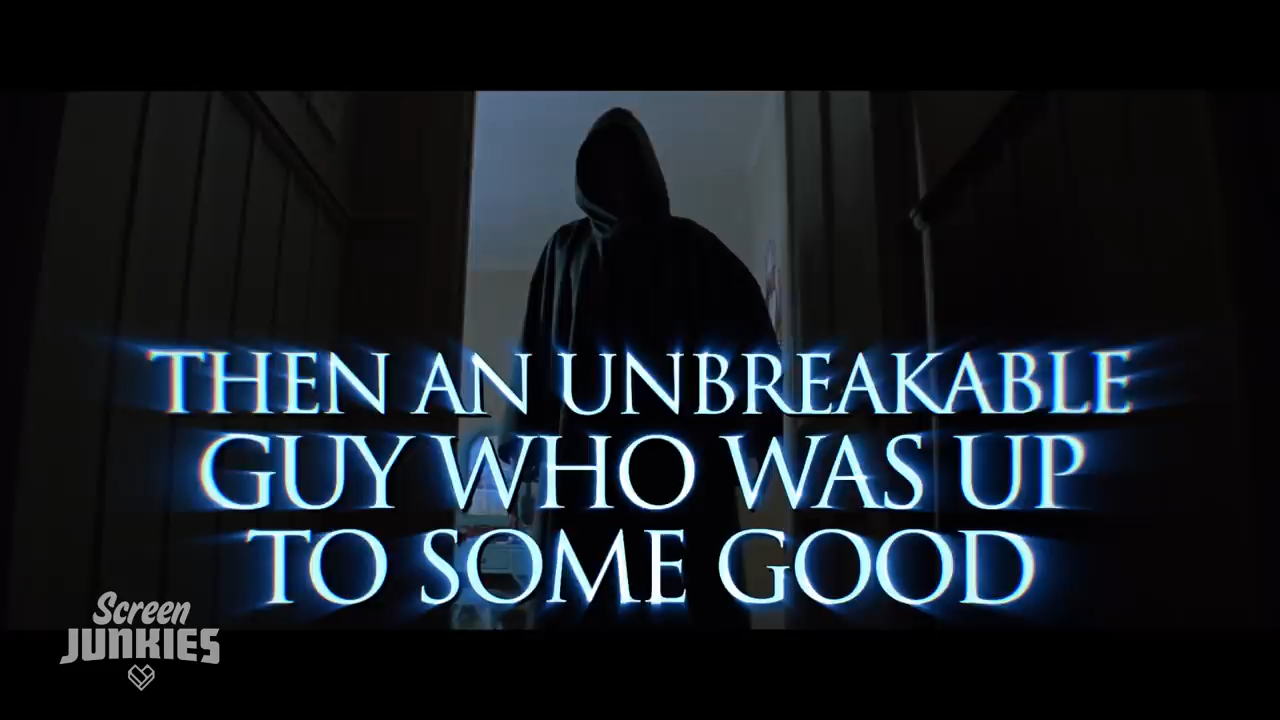 THEN AN UNBREAKABLE
GUY WHO WAS UP
TO SOME GOOD
Screen
JUNKIES